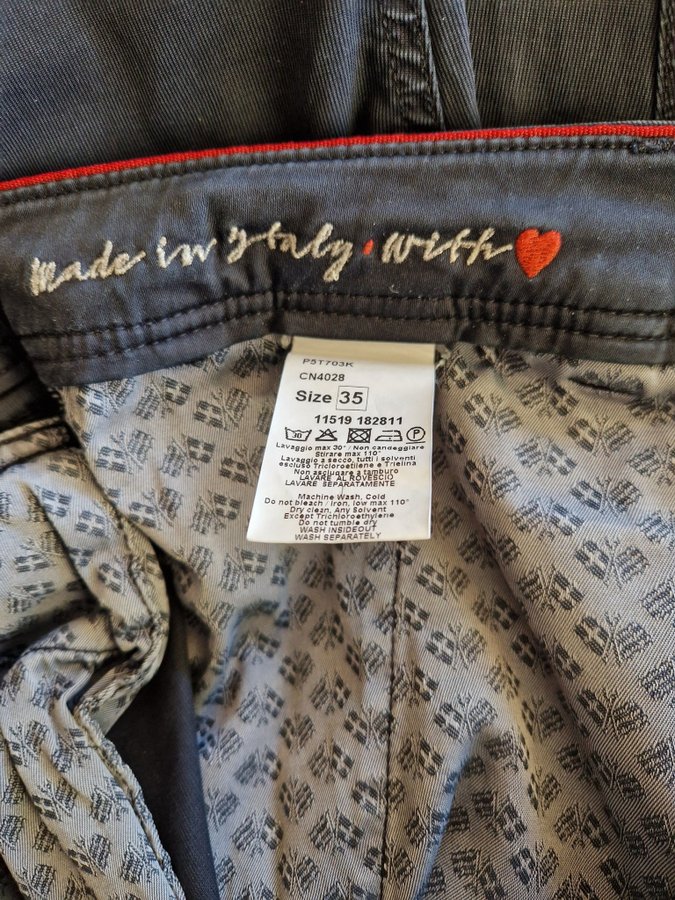 made in Italy • with ♥
P5T703K
CN4028
Size 35
11519 182811
30° P
Lavaggio max 30° / Non candeggiare
Stirare max 110°
Lavaggio a secco, tutti i solventi
escluso Tricloroetilene e Trielina
Non asciugare a tamburo
LAVARE AL ROVESCIO
LAVARE SEPARATAMENTE
Machine Wash, Cold
Do not bleach / Iron, low max 110°
Dry clean, Any Solvent
Except Trichloroethylene
Do not tumble dry
WASH INSIDEOUT
WASH SEPARATELY